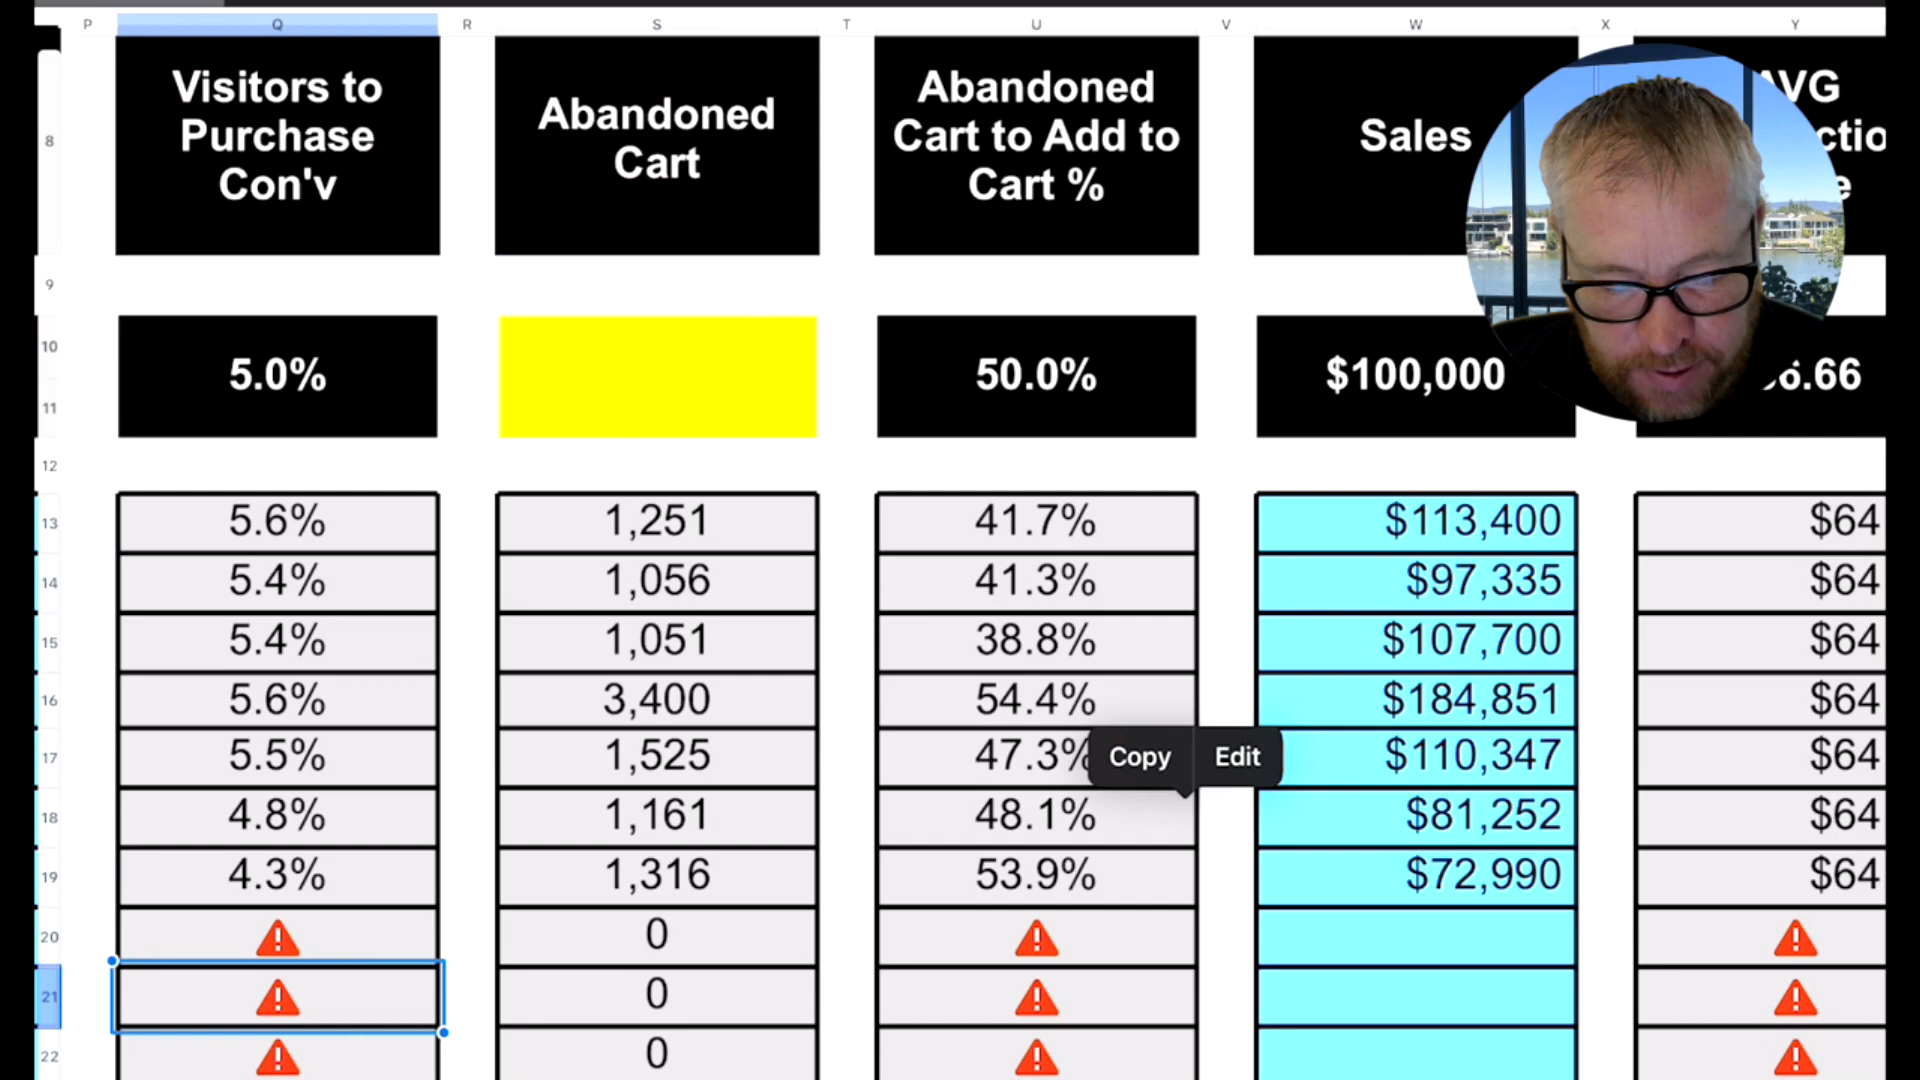 P Q R S T U V W X Y
8 Visitors to Purchase Con'v Abandoned Cart Abandoned Cart to Add to Cart % Sales AVG
9
10 5.0% 50.0% $100,000 6.66
11
12
13 5.6% 1,251 41.7% $113,400 $64
14 5.4% 1,056 41.3% $97,335 $64
15 5.4% 1,051 38.8% $107,700 $64
16 5.6% 3,400 54.4% $184,851 $64
17 5.5% 1,525 47.3% Copy Edit $110,347 $64
18 4.8% 1,161 48.1% $81,252 $64
19 4.3% 1,316 53.9% $72,990 $64
20 0
21 0
22 0